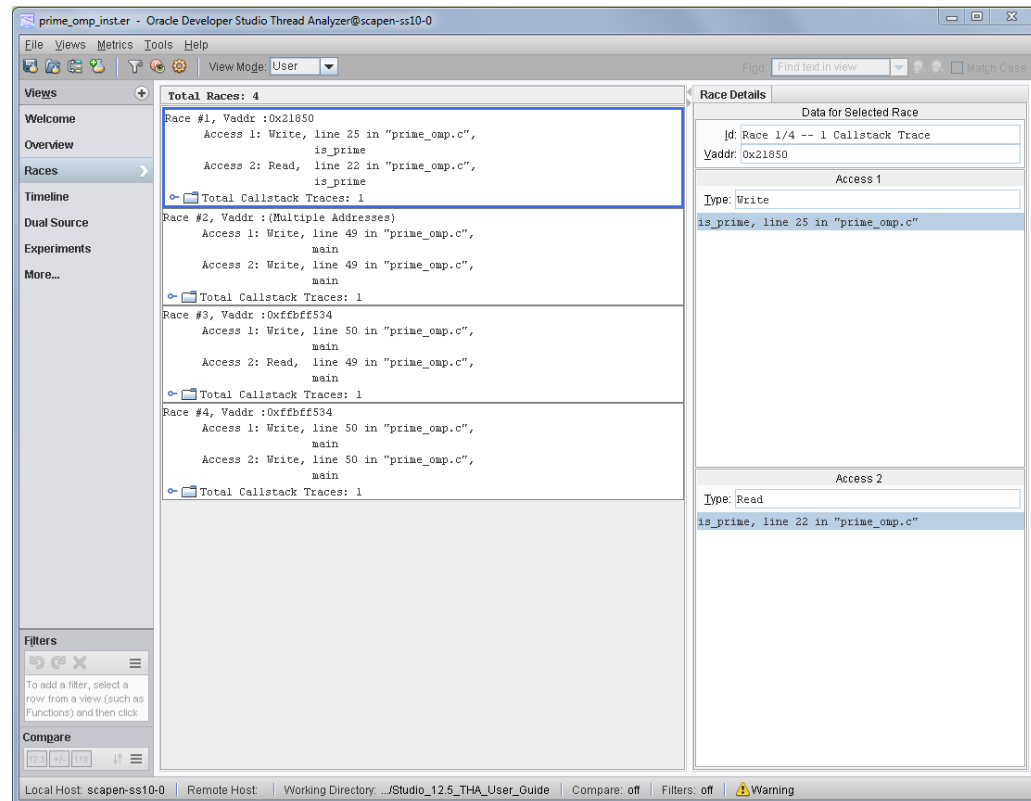 prime_omp_inst.er - Oracle Developer Studio Thread Analyzer@scapen-ss10-0
File Views Metrics Tools Help
View Mode: User
Find: Find text in view Match Case
Views
Welcome
Overview
Races
Timeline
Dual Source
Experiments
More...
Total Races: 4
Race #1, Vaddr :0x21850
Access 1: Write, line 25 in "prime_omp.c",
is_prime
Access 2: Read, line 22 in "prime_omp.c",
is_prime
Total Callstack Traces: 1
Race #2, Vaddr :(Multiple Addresses)
Access 1: Write, line 49 in "prime_omp.c",
main
Access 2: Write, line 49 in "prime_omp.c",
main
Total Callstack Traces: 1
Race #3, Vaddr :0xffbff534
Access 1: Write, line 50 in "prime_omp.c",
main
Access 2: Read, line 49 in "prime_omp.c",
main
Total Callstack Traces: 1
Race #4, Vaddr :0xffbff534
Access 1: Write, line 50 in "prime_omp.c",
main
Access 2: Write, line 50 in "prime_omp.c",
main
Total Callstack Traces: 1
Race Details
Data for Selected Race
Id: Race 1/4 -- 1 Callstack Trace
Vaddr: 0x21850
Access 1
Type: Write
is_prime, line 25 in "prime_omp.c"
Access 2
Type: Read
is_prime, line 22 in "prime_omp.c"
Filters
To add a filter, select a
row from a view (such as
Functions) and then click
Compare
12.3 +/- 11X
Local Host: scapen-ss10-0 Remote Host: Working Directory: .../Studio_12.5_THA_User_Guide Compare: off Filters: off Warning